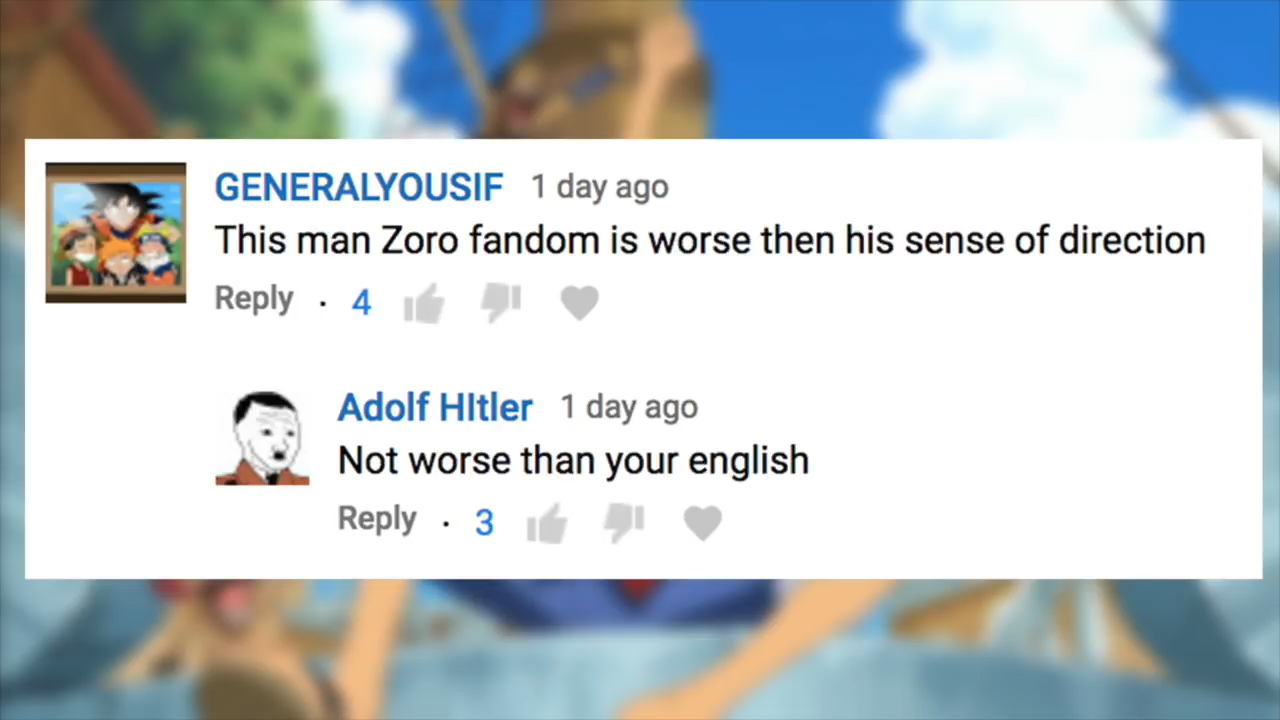 GENERALYOUSIF 1 day ago
This man Zoro fandom is worse then his sense of direction
Reply · 4
Adolf HItler 1 day ago
Not worse than your english
Reply · 3